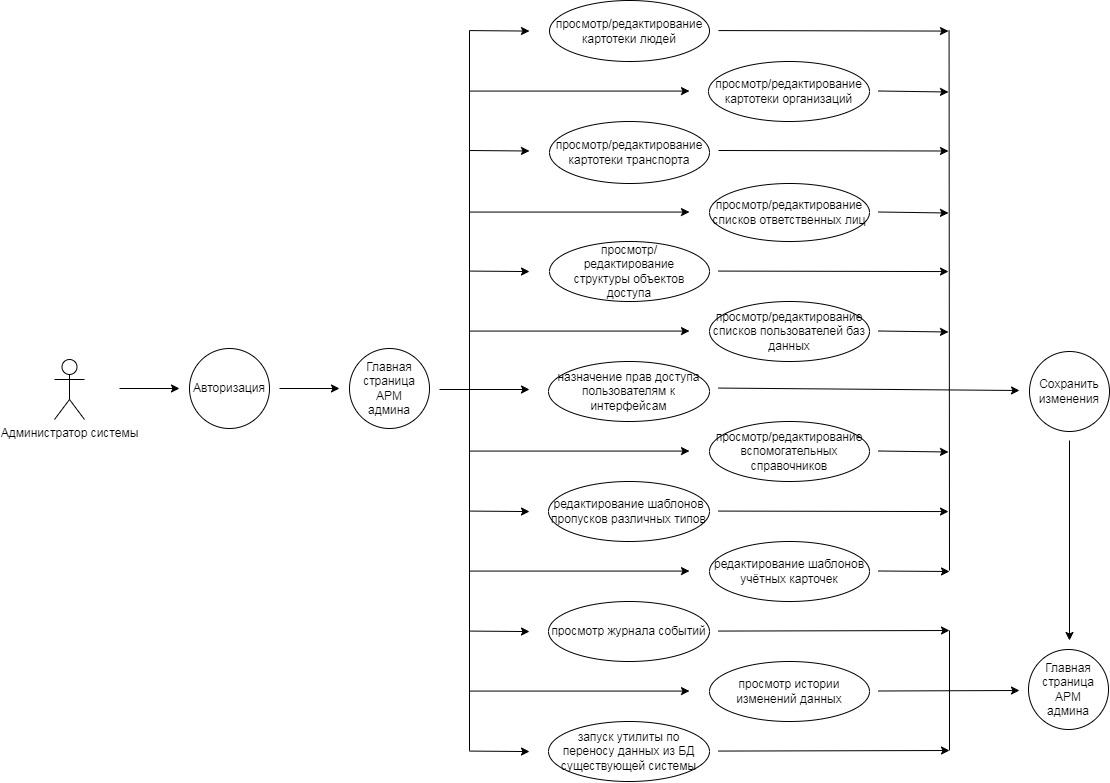 просмотр/редактирование
картотеки людей
просмотр/редактирование
картотеки организаций
просмотр/редактирование
картотеки транспорта
просмотр/редактирование
списков ответственных лиц
просмотр/
редактирование
структуры объектов
доступа
просмотр/редактирование
списков пользователей баз
данных
Администратор системы
Авторизация
Главная
страница
АРМ
админа
назначение прав доступа
пользователям к
интерфейсам
Сохранить
изменения
просмотр/редактирование
вспомогательных
справочников
редактирование шаблонов
пропусков различных типов
редактирование шаблонов
учётных карточек
просмотр журнала событий
просмотр истории
изменений данных
Главная
страница
АРМ
админа
запуск утилиты по
переносу данных из БД
существующей системы